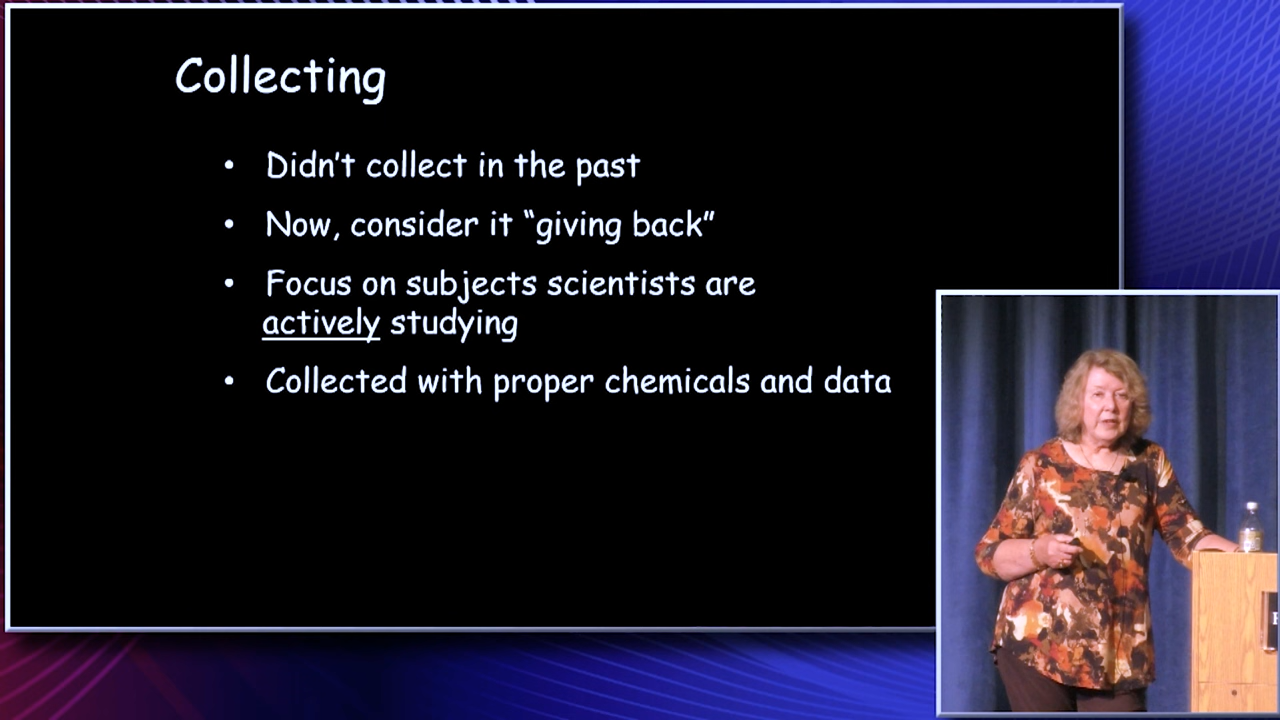 Collecting
• Didn't collect in the past
• Now, consider it “giving back”
• Focus on subjects scientists are
actively studying
• Collected with proper chemicals and data